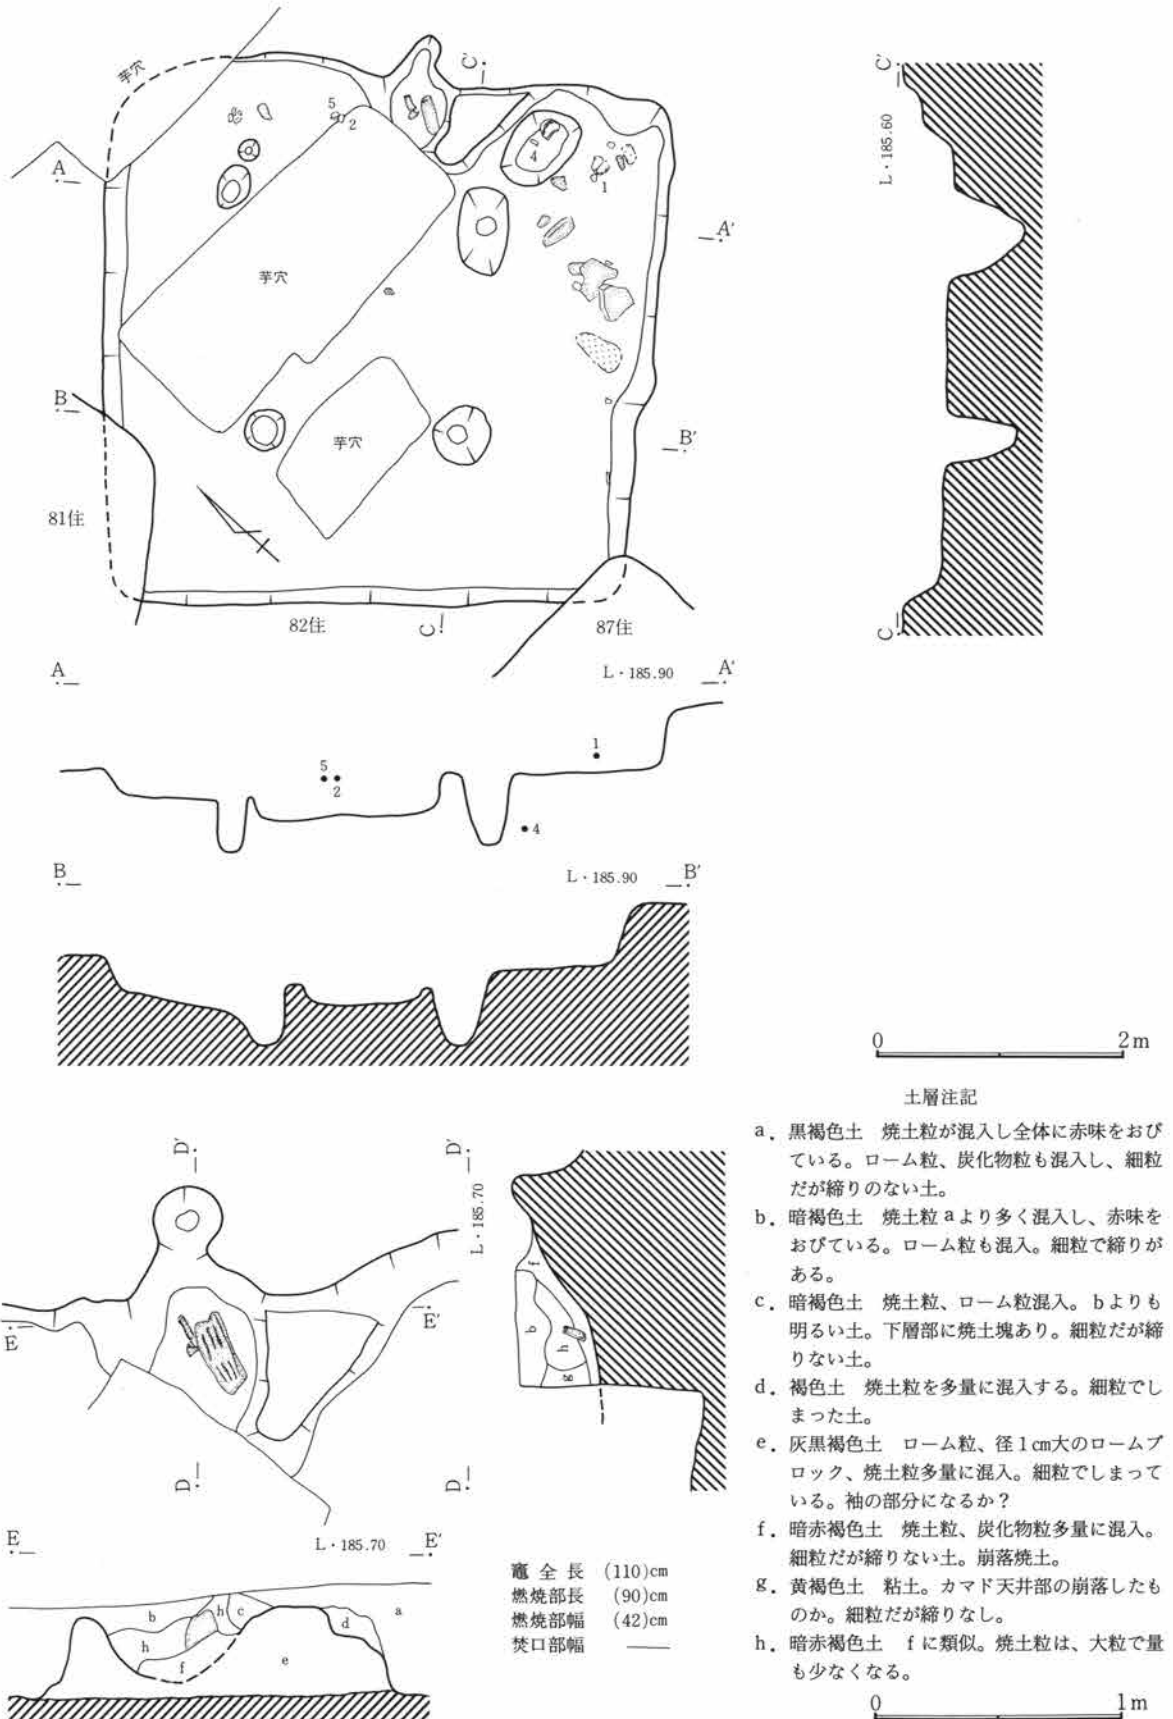 芋穴
C′
5
2
4
1
A
A′
芋穴
B
芋穴
B′
81住
82住
C
87住
C′
L・185.60
C
A
L・185.90
A′
1
5
2
4
B
L・185.90
B′
0 2m
D′
E
E′
D
D′
L・185.70
f
b
h
g
D
E
L・185.70
E′
b
h
c
d
a
h
f
e
竈全長 (110)cm
燃焼部長 (90)cm
燃焼部幅 (42)cm
焚口部幅 ——
土層注記
a．黒褐色土　焼土粒が混入し全体に赤味をおび
ている。ローム粒、炭化物粒も混入し、細粒
だが締りのない土。
b．暗褐色土　焼土粒aより多く混入し、赤味を
おびている。ローム粒も混入。細粒で締りが
ある。
c．暗褐色土　焼土粒、ローム粒混入。bよりも
明るい土。下層部に焼土塊あり。細粒だが締
りない土。
d．褐色土　焼土粒を多量に混入する。細粒でし
まった土。
e．灰黒褐色土　ローム粒、径1cm大のロームブ
ロック、焼土粒多量に混入。細粒でしまって
いる。袖の部分になるか？
f．暗赤褐色土　焼土粒、炭化物粒多量に混入。
細粒だが締りない土。崩落焼土。
g．黄褐色土　粘土。カマド天井部の崩落したも
のか。細粒だが締りなし。
h．暗赤褐色土　fに類似。焼土粒は、大粒で量
も少なくなる。
0 1m